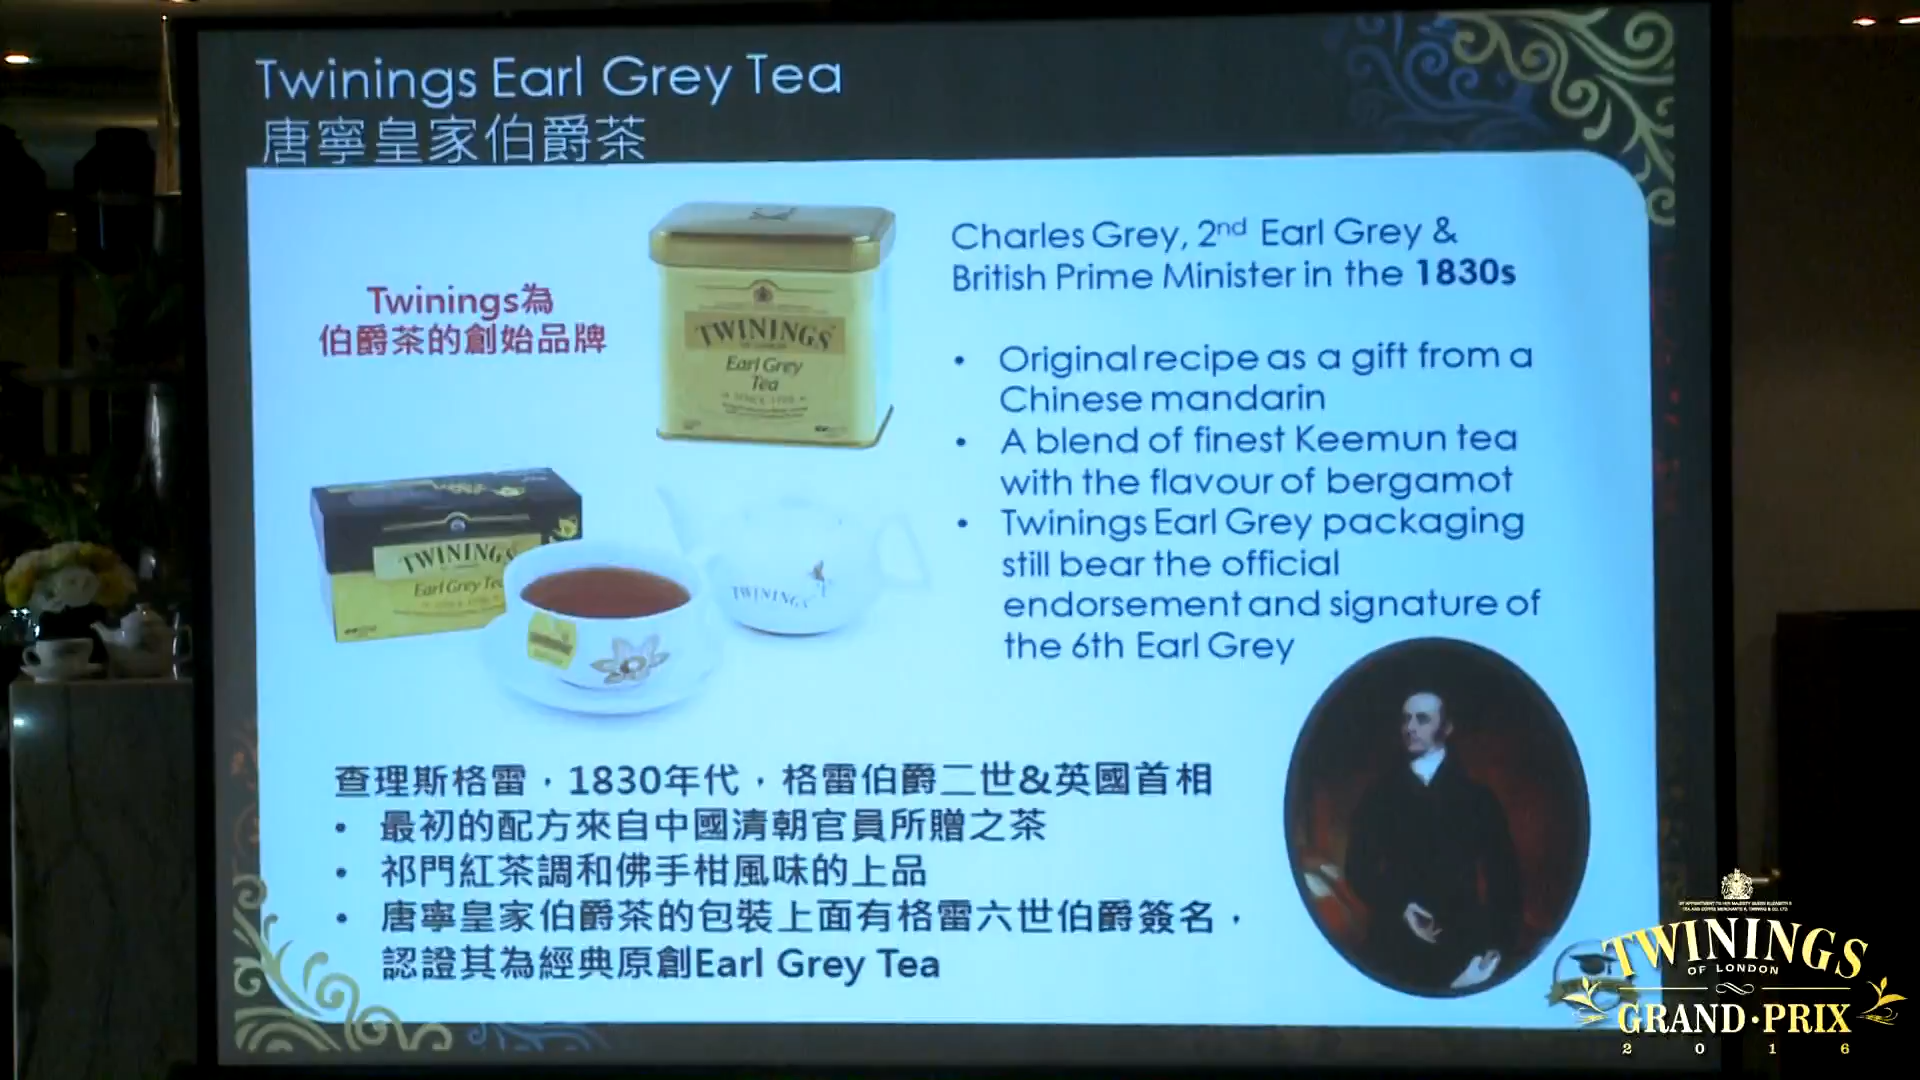 Twinings Earl Grey Tea
唐寧皇家伯爵茶
Twinings為
伯爵茶的創始品牌
TWININGS
Earl Grey
Tea
TWININGS
Earl Grey Tea
TWININGS
Charles Grey, 2nd Earl Grey &
British Prime Minister in the 1830s
• Original recipe as a gift from a
Chinese mandarin
• A blend of finest Keemun tea
with the flavour of bergamot
• Twinings Earl Grey packaging
still bear the official
endorsement and signature of
the 6th Earl Grey
查理斯格雷，1830年代，格雷伯爵二世&英國首相
• 最初的配方來自中國清朝官員所贈之茶
• 祁門紅茶調和佛手柑風味的上品
• 唐寧皇家伯爵茶的包裝上面有格雷六世伯爵簽名，
認證其為經典原創Earl Grey Tea
TWININGS
OF LONDON
GRAND·PRIX
2016